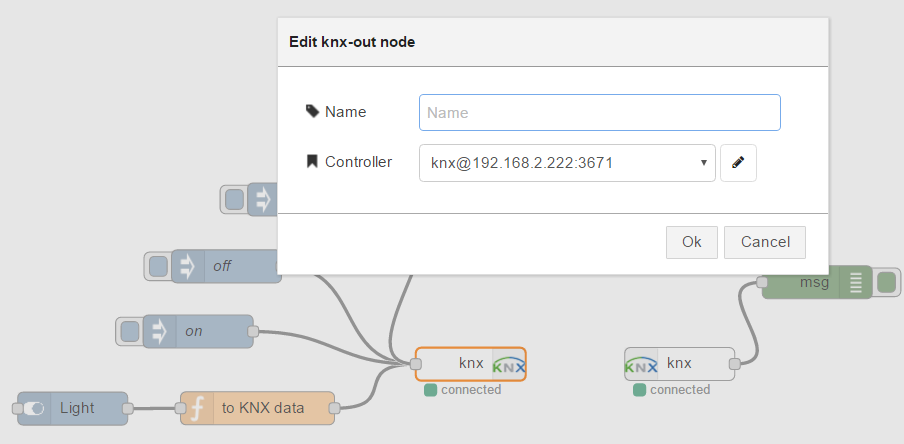 Edit knx-out node
Name
Name
Controller
knx@192.168.2.222:3671
Ok
Cancel
off
msg
on
knx
KNX
KNX
knx
connected
connected
Light
to KNX data